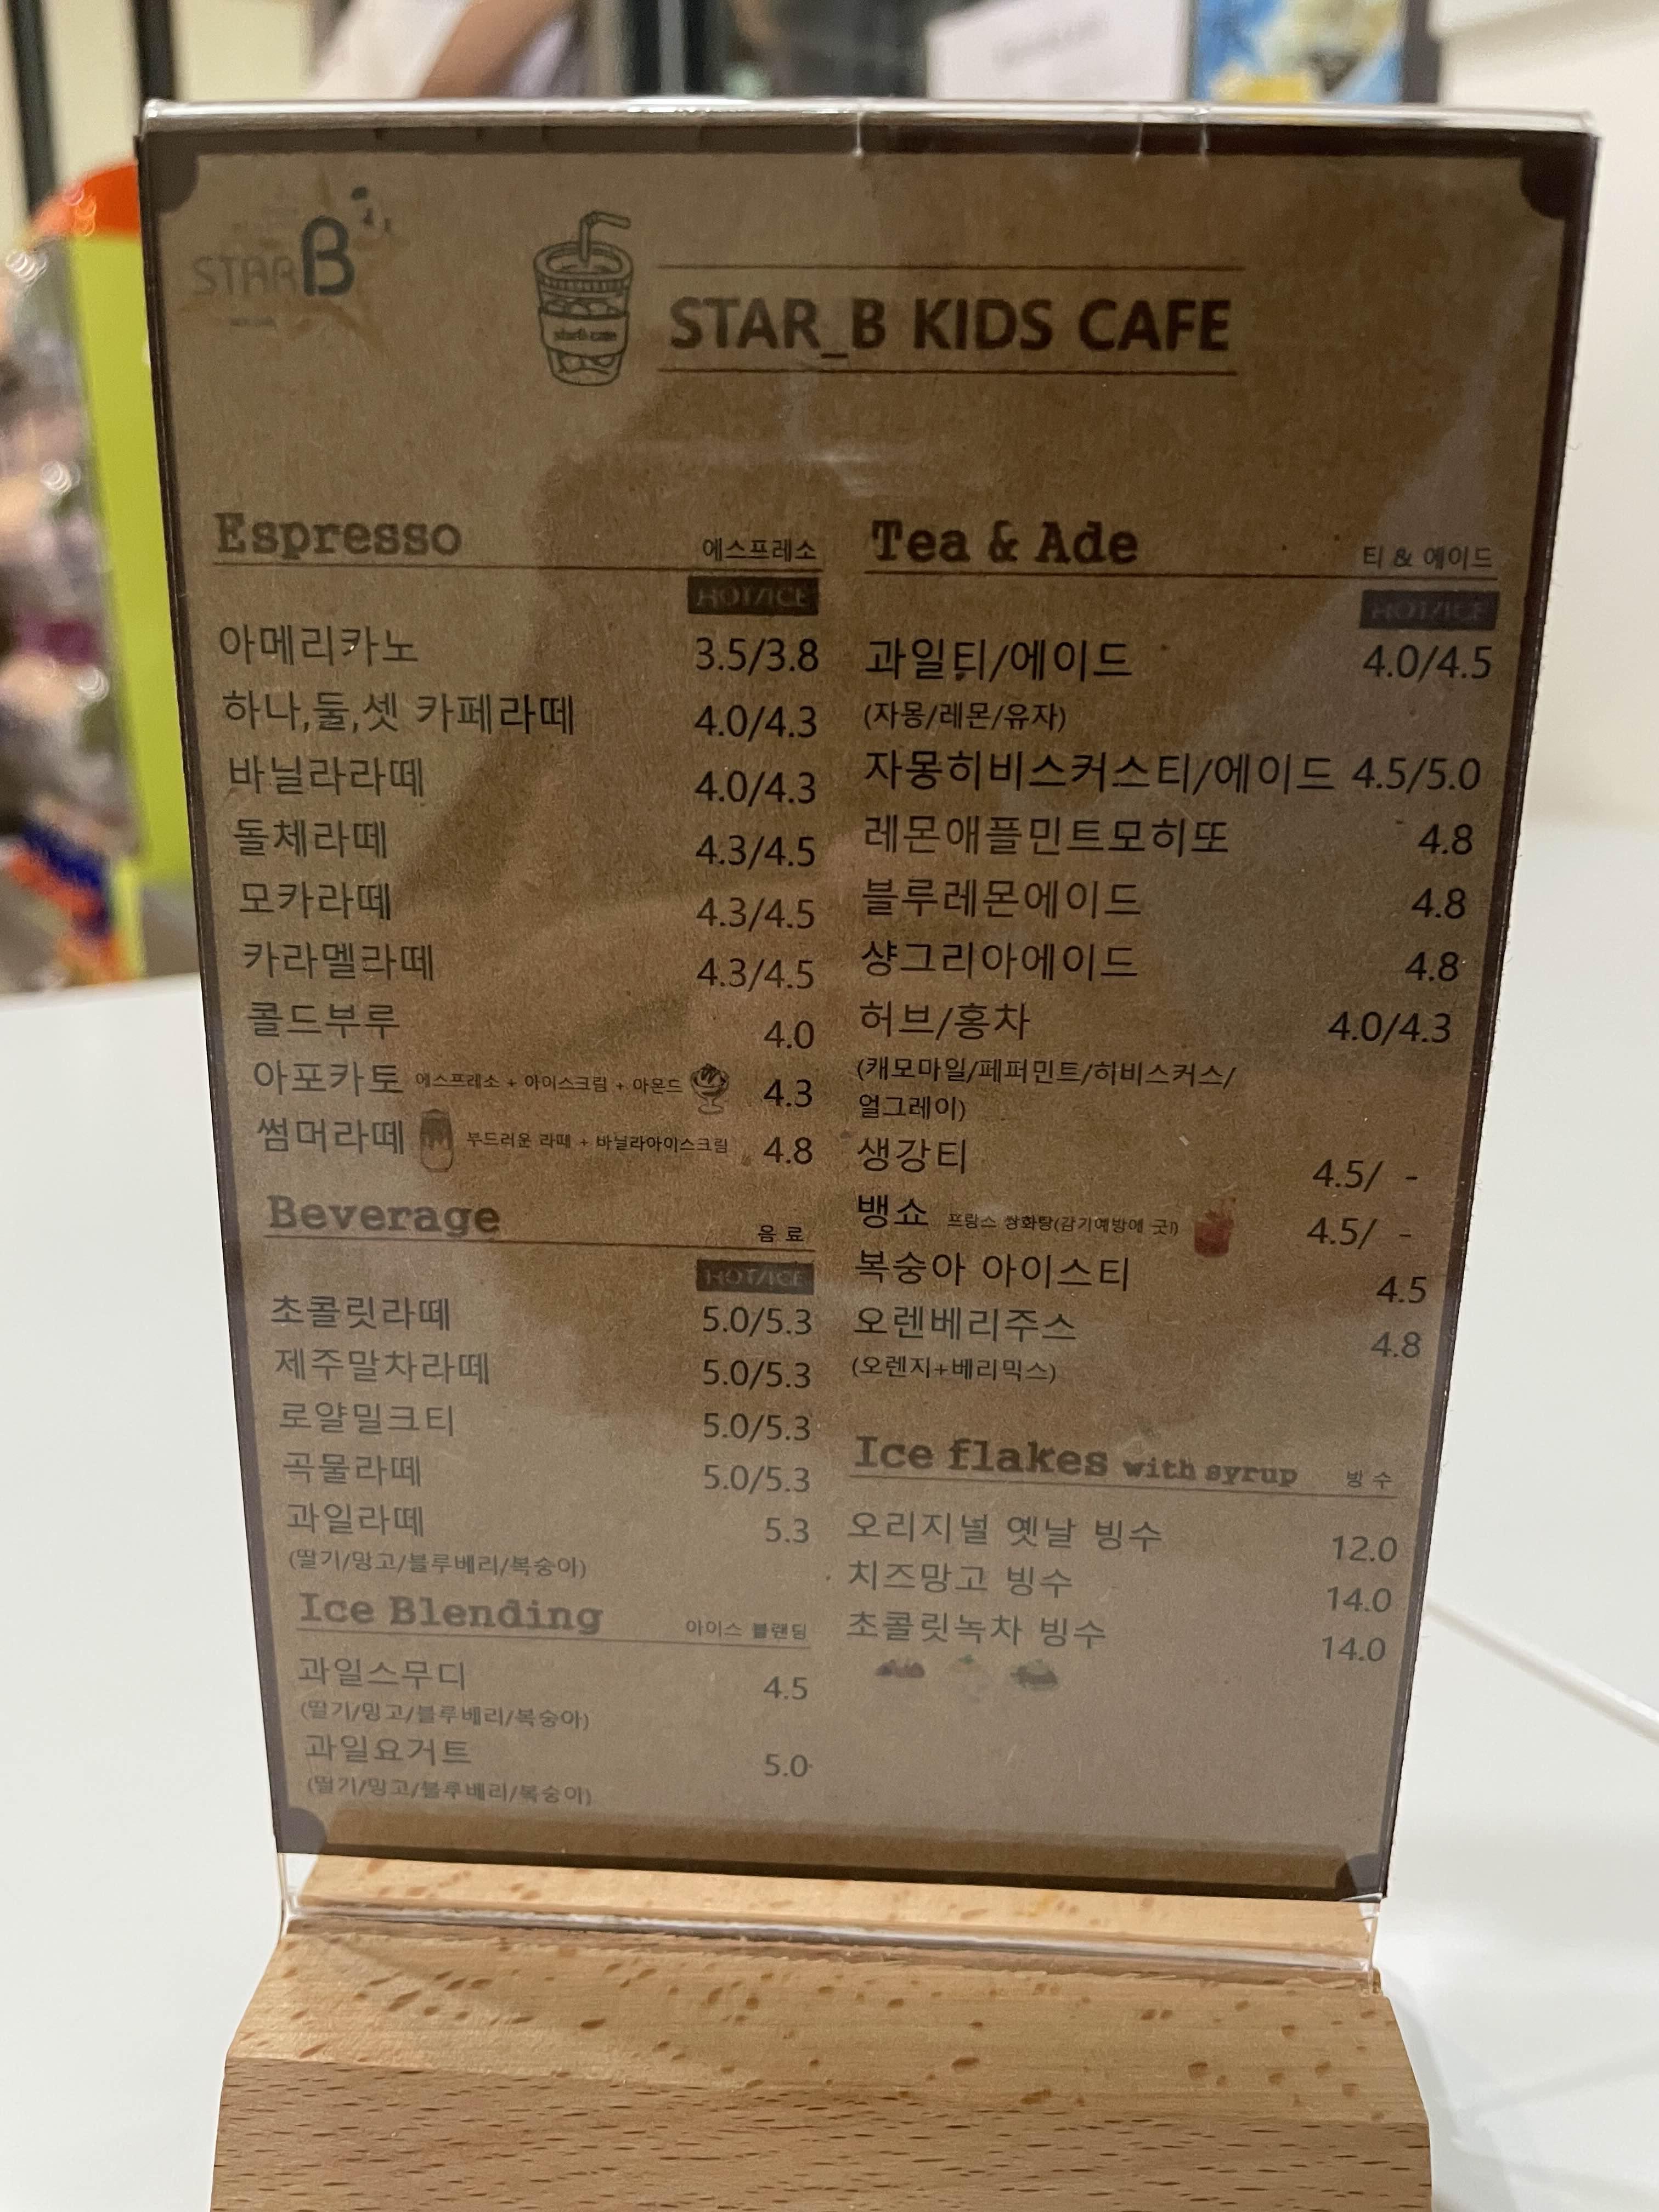 STAR B
STAR_B KIDS CAFE
Espresso 에스프레소
HOT/ICE
아메리카노 3.5/3.8
하나,둘,셋 카페라떼 4.0/4.3
바닐라라떼 4.0/4.3
돌체라떼 4.3/4.5
모카라떼 4.3/4.5
카라멜라떼 4.3/4.5
콜드부루 4.0
아포카토 에스프레소 + 아이스크림 + 아몬드 4.3
썸머라떼 부드러운 라떼 + 바닐라아이스크림 4.8
Beverage 음료
HOT/ICE
초콜릿라떼 5.0/5.3
제주말차라떼 5.0/5.3
로얄밀크티 5.0/5.3
곡물라떼 5.0/5.3
과일라떼 5.3
(딸기/망고/블루베리/복숭아)
Ice Blending 아이스 블랜딩
과일스무디 4.5
(딸기/망고/블루베리/복숭아)
과일요거트 5.0
(딸기/망고/블루베리/복숭아)
Tea & Ade 티 & 에이드
HOT/ICE
과일티/에이드 4.0/4.5
(자몽/레몬/유자)
자몽히비스커스티/에이드 4.5/5.0
레몬애플민트모히또 4.8
블루레몬에이드 4.8
샹그리아에이드 4.8
허브/홍차 4.0/4.3
(캐모마일/페퍼민트/히비스커스/
얼그레이)
생강티 4.5/ -
뱅쇼 프랑스 쌍화탕(감기예방에 굿!) 4.5/ -
복숭아 아이스티 4.5
오렌베리주스 4.8
(오렌지+베리믹스)
Ice flakes with syrup 빙수
오리지널 옛날 빙수 12.0
치즈망고 빙수 14.0
초콜릿녹차 빙수 14.0